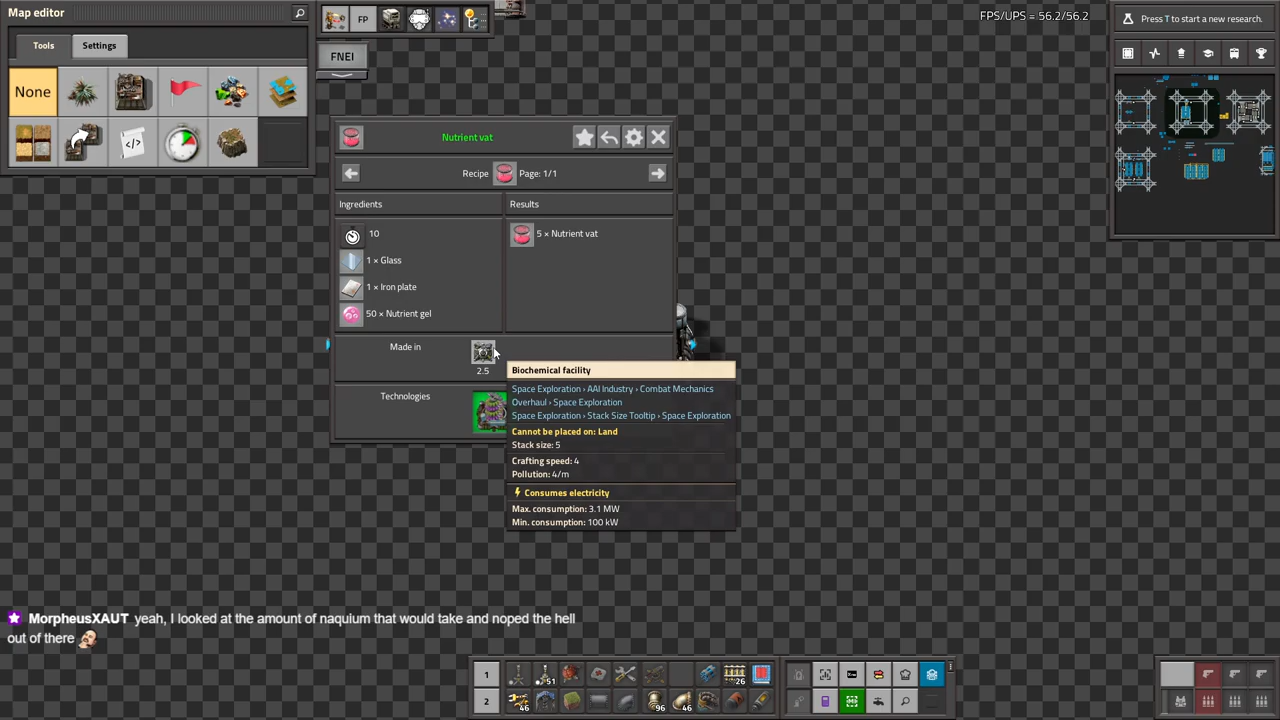 Map editor
FPS/UPS = 56.2/56.2
Press T to start a new research.
Tools
Settings
FP
FNEI
None
</>
Nutrient vat
Recipe
Page: 1/1
Ingredients
Results
10
5 × Nutrient vat
1 × Glass
1 × Iron plate
50 × Nutrient gel
Made in
2.5
Technologies
Biochemical facility
Space Exploration › AAI Industry › Combat Mechanics
Overhaul › Space Exploration
Space Exploration › Stack Size Tooltip › Space Exploration
Cannot be placed on: Land
Stack size: 5
Crafting speed: 4
Pollution: 4/m
Consumes electricity
Max. consumption: 3.1 MW
Min. consumption: 100 kW
MorpheusXAUT yeah, I looked at the amount of naquium that would take and noped the hell
out of there
1
51
26
2
46
96
46